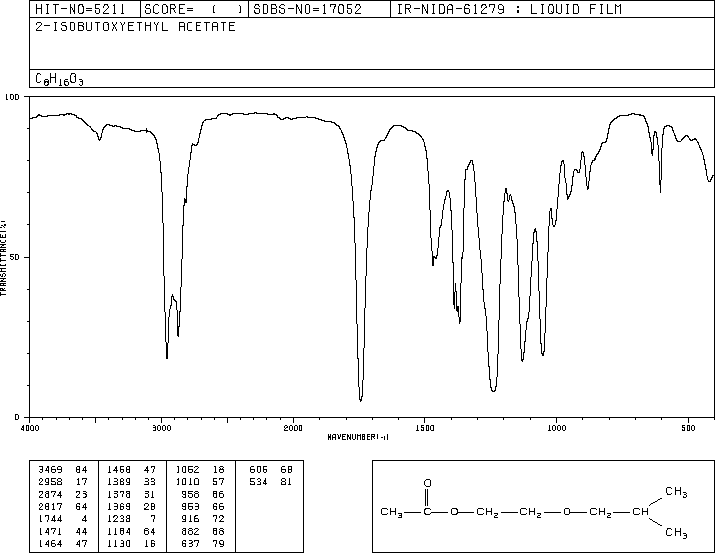 HIT-NO=5211 SCORE= ( ) SDBS-NO=17052 IR-NIDA-61279 : LIQUID FILM
2-ISOBUTOXYETHYL ACETATE
C8H16O3
100
50
0
TRANSMITTANCE(%)
4000 3000 2000 1500 1000 500
WAVENUMBER(-1)
3469 84 1458 47 1052 18 606 68
2958 17 1389 33 1010 57 534 81
2874 23 1378 31 958 66
2817 64 1369 28 953 66
1744 4 1238 7 916 72
1471 44 1184 64 882 68
1464 47 1130 16 637 79
O
CH3 C O CH2 CH2 O CH2 CH
CH3
CH3